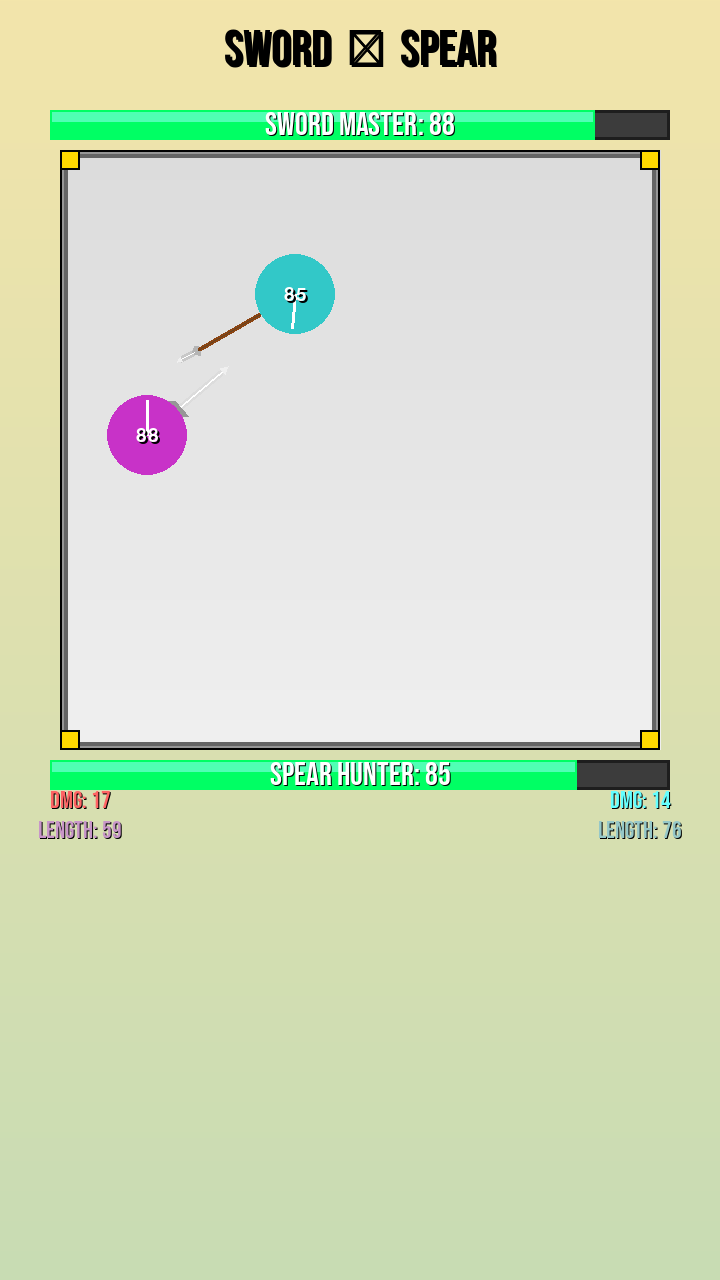 SWORD ⛝ SPEAR
SWORD MASTER: 88
85
88
SPEAR HUNTER: 85
DMG: 17 DMG: 14
LENGTH: 59 LENGTH: 76